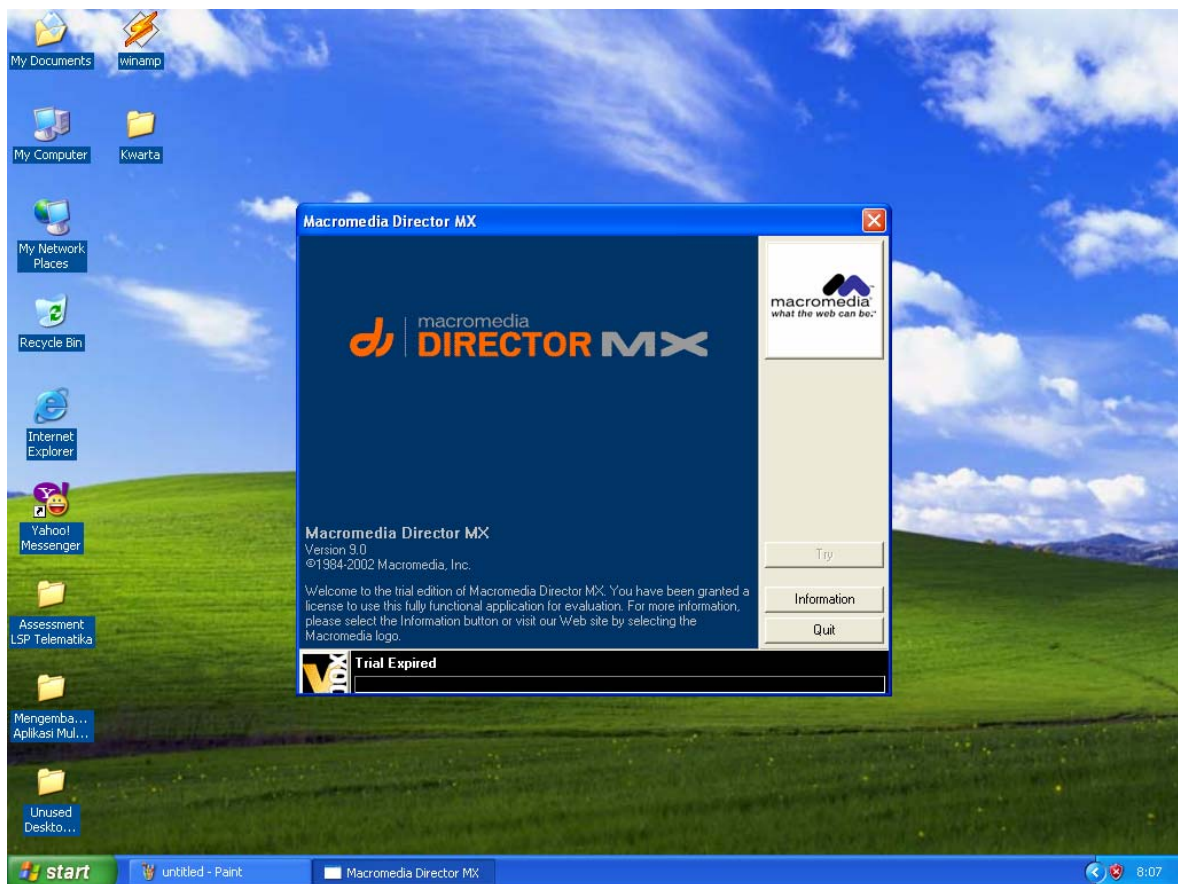 My Documents
winamp
My Computer
Kwarta
My Network
Places
Recycle Bin
Internet
Explorer
Yahoo!
Messenger
Assessment
LSP Telematika
Mengemba...
Aplikasi Mul...
Unused
Deskto...
Macromedia Director MX
macromedia
DIRECTOR MX
macromedia
what the web can be.™
Macromedia Director MX
Version 9.0
©1984-2002 Macromedia, Inc.
Welcome to the trial edition of Macromedia Director MX. You have been granted a
license to use this fully functional application for evaluation. For more information,
please select the Information button or visit our Web site by selecting the
Macromedia logo.
Try
Information
Quit
Trial Expired
start
untitled - Paint
Macromedia Director MX
8:07